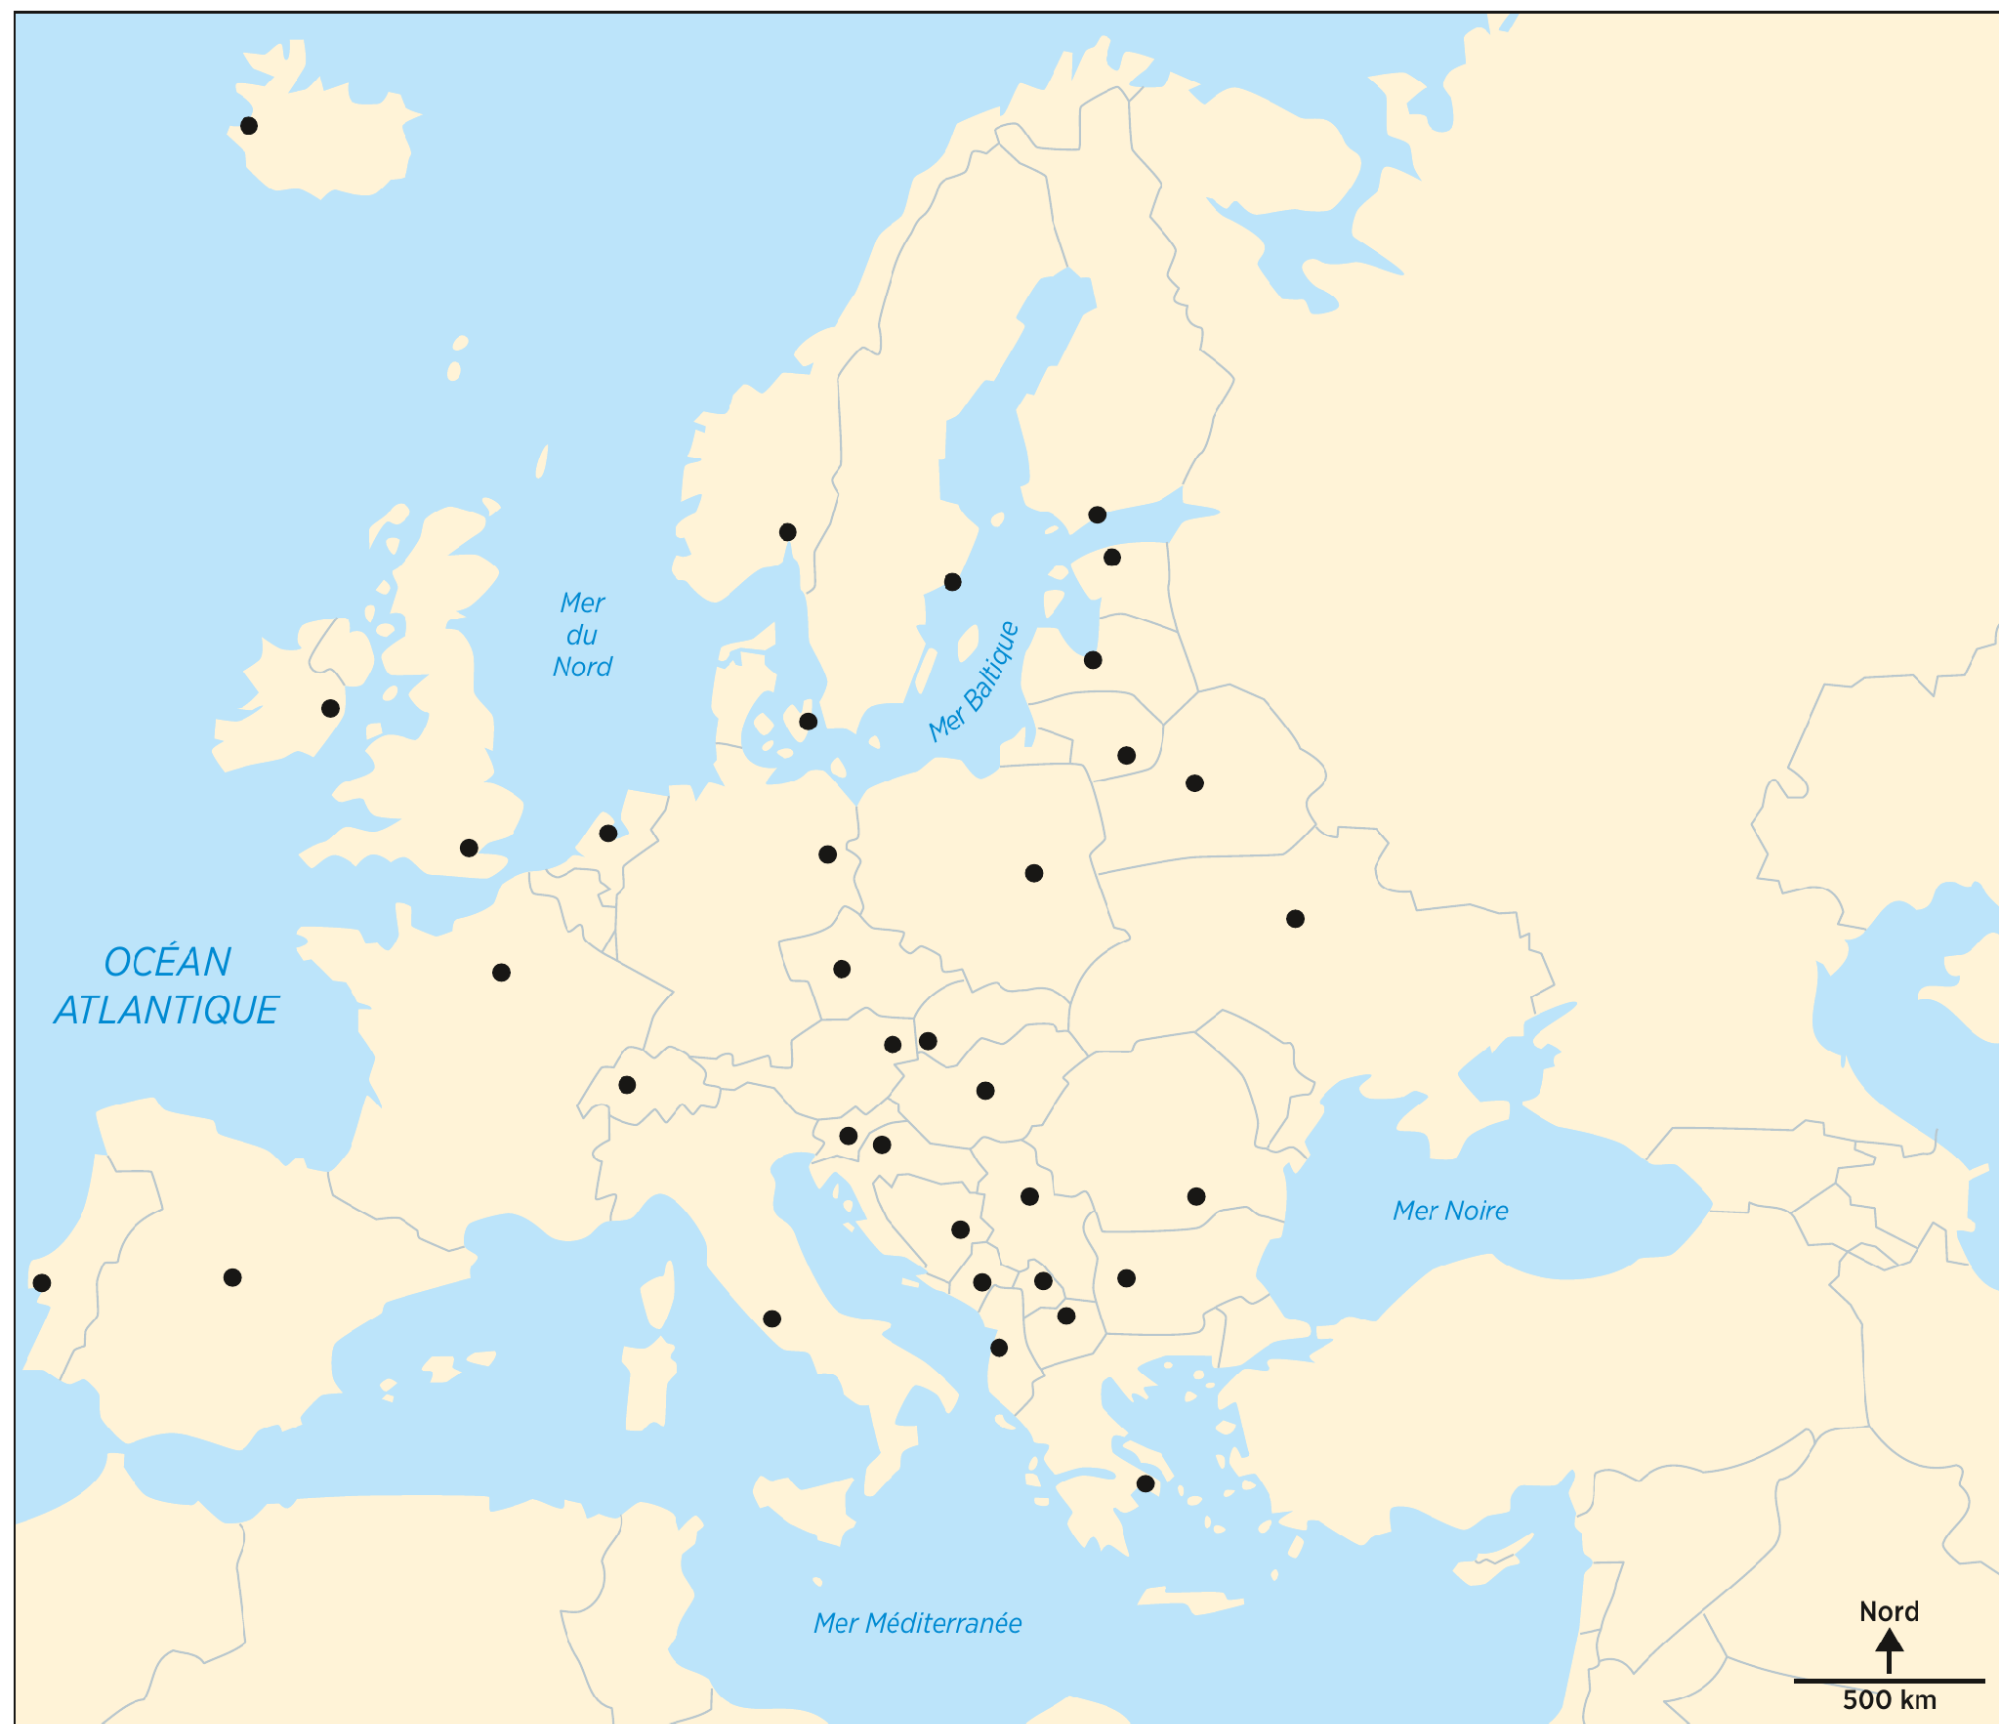 Mer
du
Nord
Mer Baltique
OCÉAN
ATLANTIQUE
Mer Noire
Mer Méditerranée
Nord
500 km